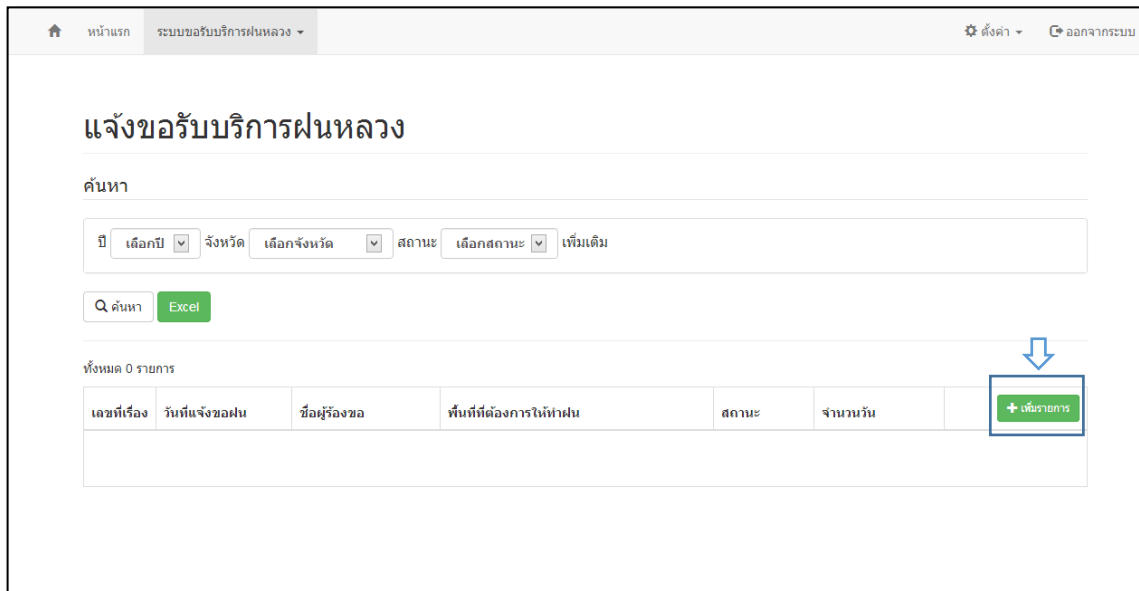 หน้าแรก ระบบขอรับบริการฝนหลวง ตั้งค่า ออกจากระบบ
แจ้งขอรับบริการฝนหลวง
ค้นหา
ปี เลือกปี จังหวัด เลือกจังหวัด สถานะ เลือกสถานะ เพิ่มเติม
ค้นหา Excel
ทั้งหมด 0 รายการ
เลขที่เรื่อง วันที่แจ้งขอฝน ชื่อผู้ร้องขอ พื้นที่ที่ต้องการให้ทำฝน สถานะ จำนวนวัน เพิ่มรายการ